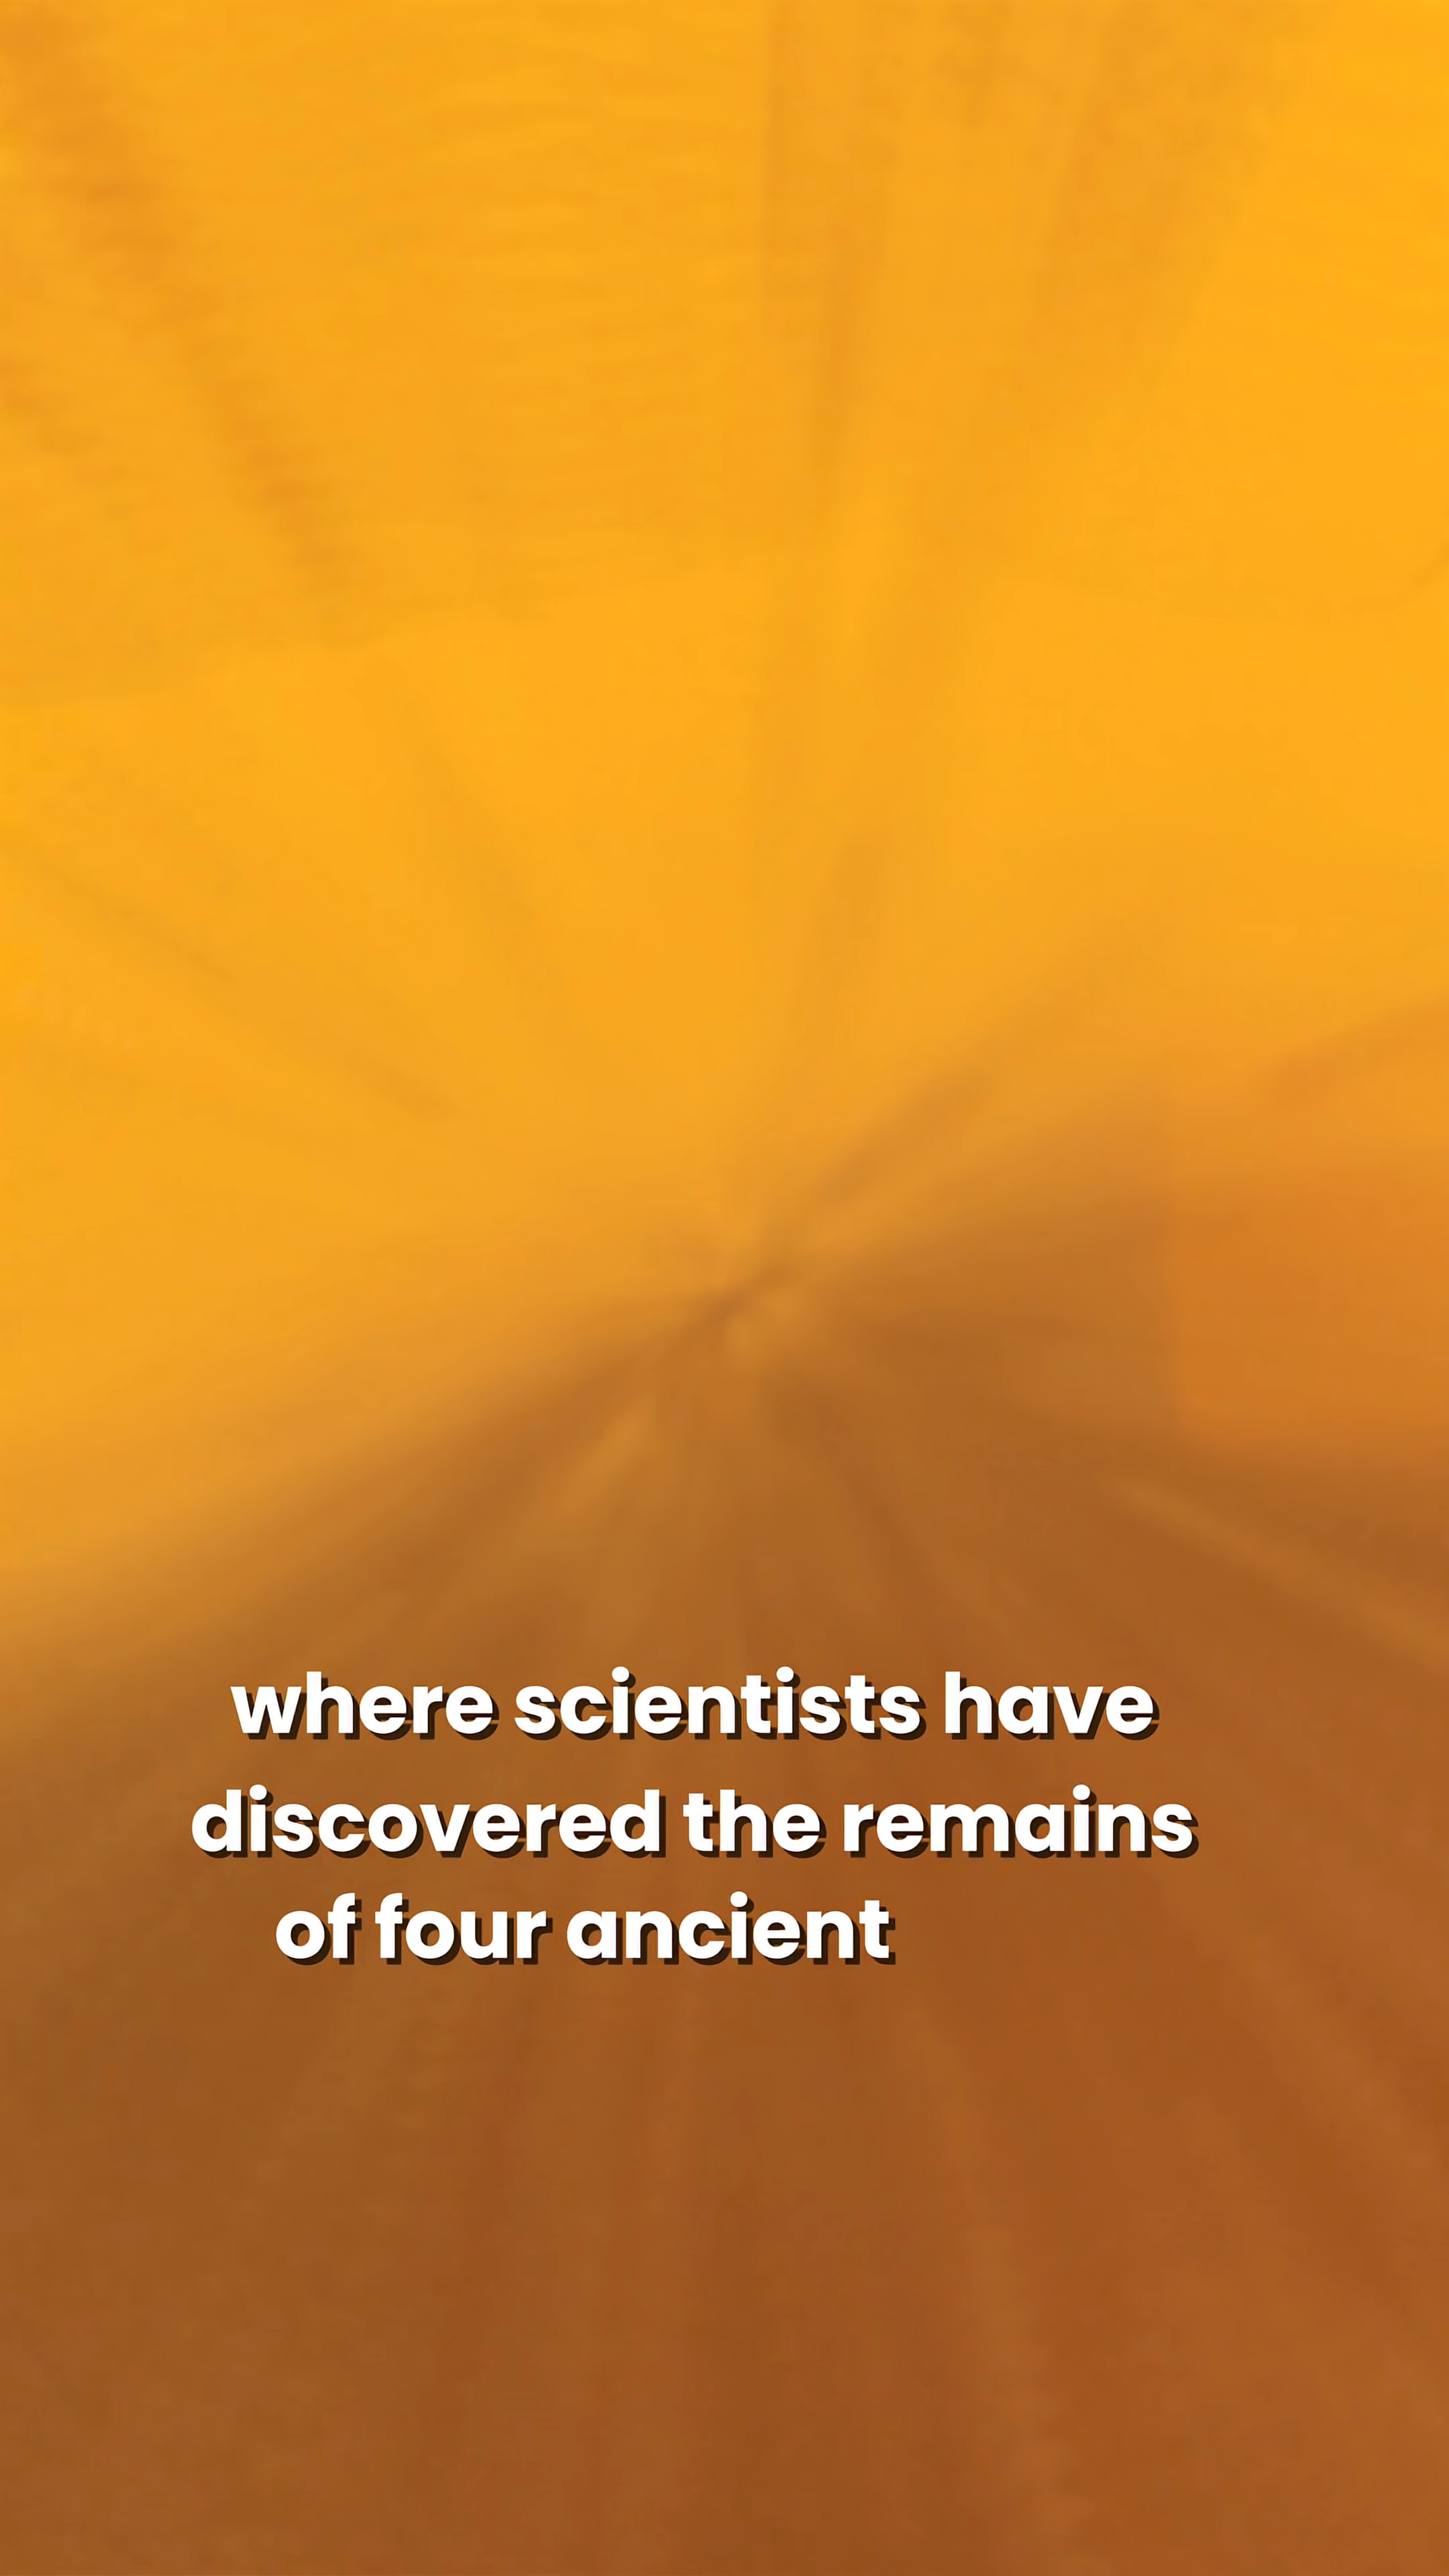 where scientists have
discovered the remains
of four ancient